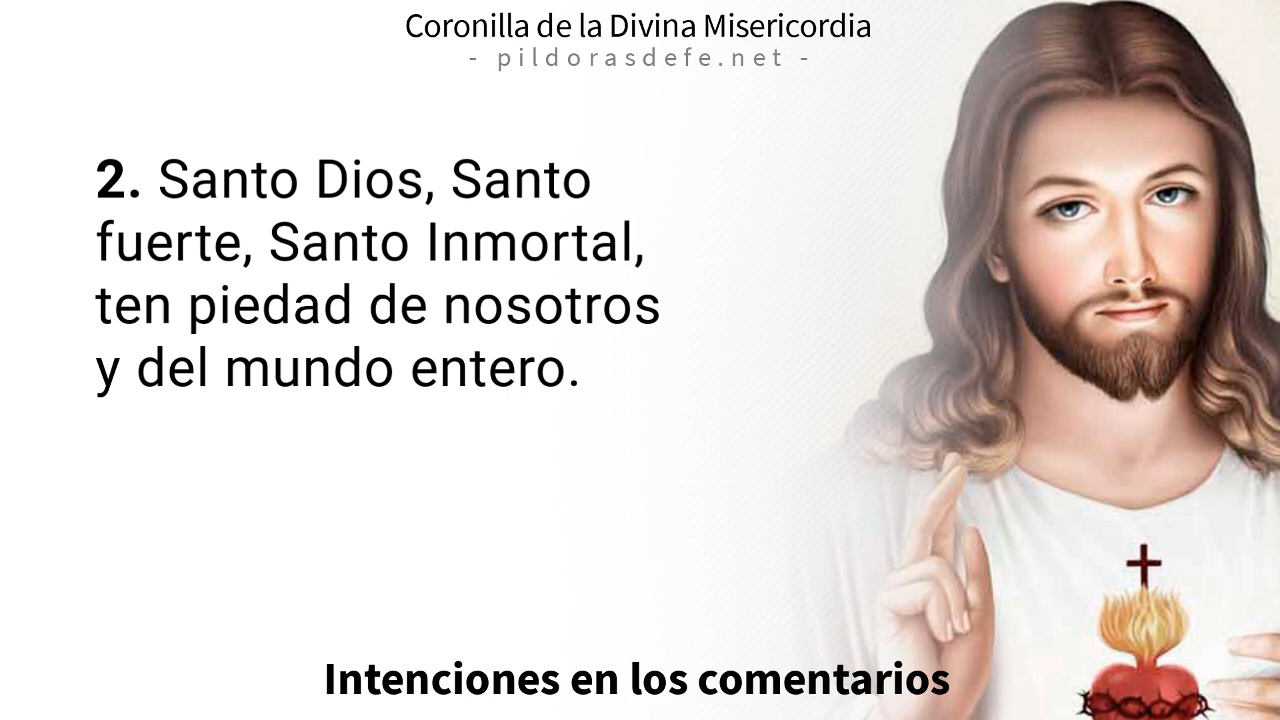 Coronilla de la Divina Misericordia
- pildorasdefe.net -
2. Santo Dios, Santo
fuerte, Santo Inmortal,
ten piedad de nosotros
y del mundo entero.
Intenciones en los comentarios